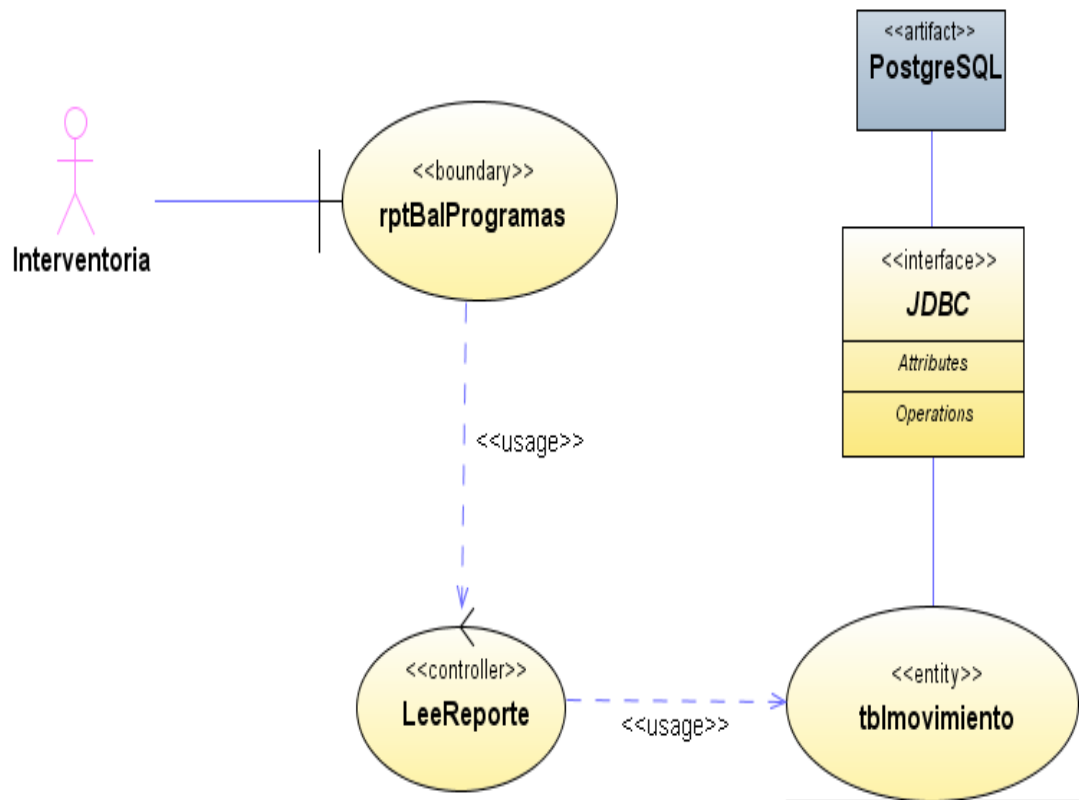 <<artifact>>
PostgreSQL
<<boundary>>
rptBalProgramas
Interventoria
<<interface>>
JDBC
Attributes
Operations
<<usage>>
<<controller>>
LeeReporte
<<usage>>
<<entity>>
tblmovimiento